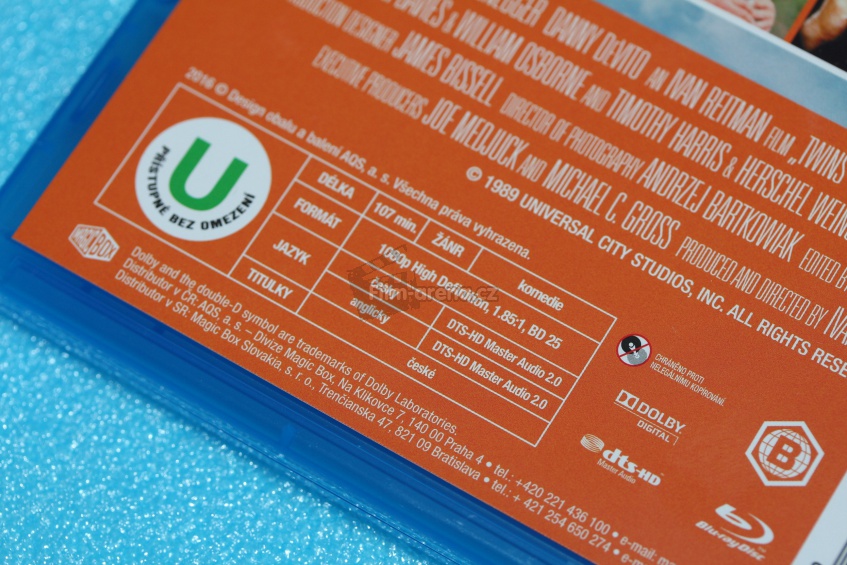 EGGER DANNY DeVITO AN IVAN REITMAN FILM „TWINS
DAVIES & WILLIAM OSBORNE AND TIMOTHY HARRIS & HERSCHEL WEIN
DESIGNER JAMES BISSELL DIRECTOR OF PHOTOGRAPHY ANDRZEJ BARTKOWIAK EDITED BY
EXECUTIVE PRODUCERS JOE MEDJUCK AND MICHAEL C. GROSS PRODUCED AND DIRECTED BY IVA
© 1989 UNIVERSAL CITY STUDIOS, INC. ALL RIGHTS RESE
2016 © Design obalu a balení AQS, a. s. Všechna práva vyhrazena.
U
PŘÍSTUPNÉ BEZ OMEZENÍ
DÉLKA 107 min. ŽÁNR komedie
FORMÁT 1080p High Definition, 1.85:1, BD 25
JAZYK český DTS-HD Master Audio 2.0
anglický DTS-HD Master Audio 2.0
TITULKY české
film-arena.cz
MAGIC BOX
Dolby and the double-D symbol are trademarks of Dolby Laboratories.
Distributor v ČR: AQS, a. s. – Divize Magic Box, Na Klikovce 7, 140 00 Praha 4 • tel.: +420 221 436 100 • e-mail: ma
Distributor v SR: Magic Box Slovakia, s. r. o., Trenčianska 47, 821 09 Bratislava • tel.: + 421 254 650 274 • e-m
CHRÁNĚNO PROTI
NELEGÁLNÍMU KOPÍROVÁNÍ.
DOLBY
DIGITAL
dts-HD
Master Audio
B
Blu-ray Disc